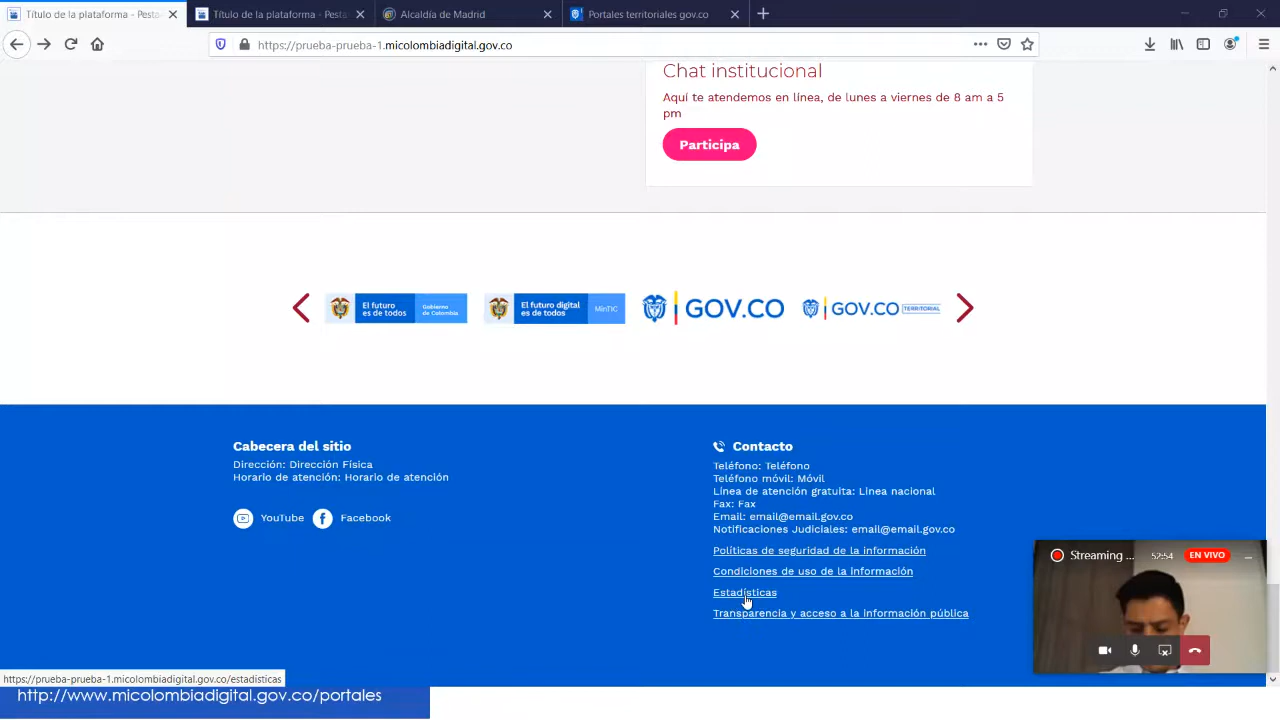 Título de la plataforma - Pesta
Título de la plataforma - Pesta
Alcaldía de Madrid
Portales territoriales gov.co
https://prueba-prueba-1.micolombiadigital.gov.co
Chat institucional
Aquí te atendemos en línea, de lunes a viernes de 8 am a 5
pm
Participa
El futuro
es de todos
Gobierno
de Colombia
El futuro digital
es de todos
MinTIC
GOV.CO
GOV.CO
TERRITORIAL
Cabecera del sitio
Dirección: Dirección Física
Horario de atención: Horario de atención
YouTube
Facebook
Contacto
Teléfono: Teléfono
Teléfono móvil: Móvil
Línea de atención gratuita: Linea nacional
Fax: Fax
Email: email@email.gov.co
Notificaciones Judiciales: email@email.gov.co
Políticas de seguridad de la información
Condiciones de uso de la información
Estadísticas
Transparencia y acceso a la información pública
Streaming ...
52:54
EN VIVO
https://prueba-prueba-1.micolombiadigital.gov.co/estadisticas
http://www.micolombiadigital.gov.co/portales